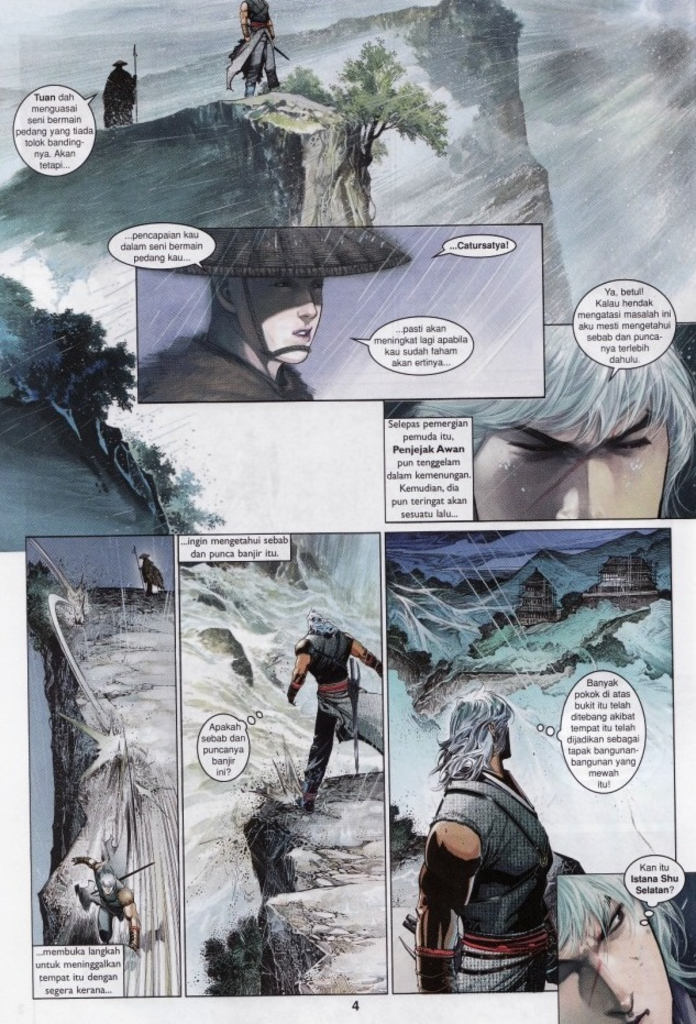 Tuan dah
menguasai
seni bermain
pedang yang tiada
tolok banding-
nya. Akan
tetapi...
...pencapaian kau
dalam seni bermain
pedang kau...
...Catursatya!
...pasti akan
meningkat lagi apabila
kau sudah faham
akan ertinya...
Ya, betul!
Kalau hendak
mengatasi masalah ini
aku mesti mengetahui
sebab dan punca-
nya terlebih
dahulu.
Selepas pemergian
pemuda itu,
Penjejak Awan
pun tenggelam
dalam kemenungan.
Kemudian, dia
pun teringat akan
sesuatu lalu...
...membuka langkah
untuk meninggalkan
tempat itu dengan
segera kerana...
...ingin mengetahui sebab
dan punca banjir itu.
Apakah
sebab dan
puncanya
banjir
ini?
Banyak
pokok di atas
bukit itu telah
ditebang akibat
tempat itu telah
dijadikan sebagai
tapak bangunan-
bangunan yang
mewah
itu!
Kan itu
Istana Shu
Selatan?
4